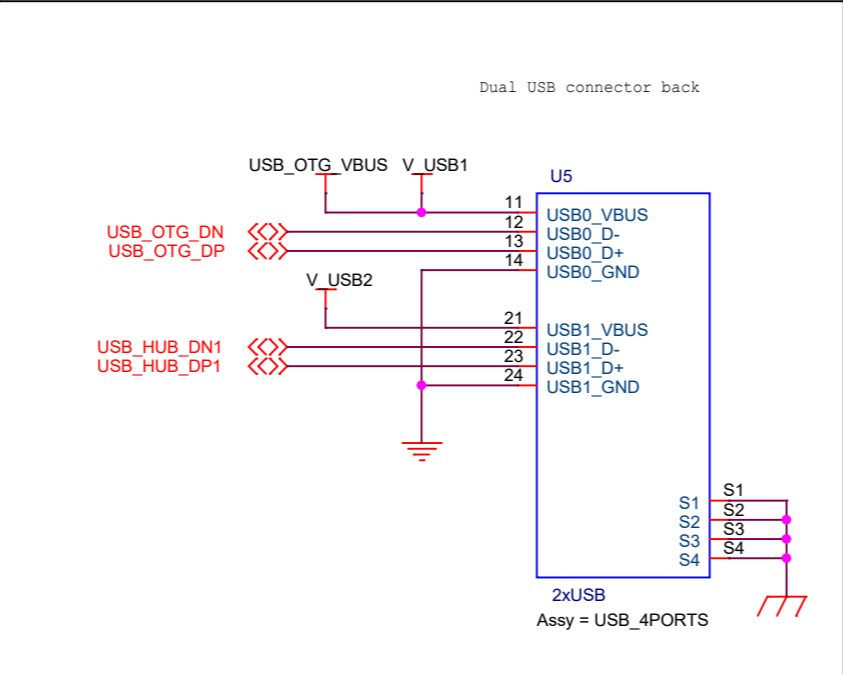 Dual USB connector back
USB_OTG_VBUS V_USB1
U5
11 USB0_VBUS
USB_OTG_DN 12 USB0_D-
USB_OTG_DP 13 USB0_D+
14 USB0_GND
V_USB2
21 USB1_VBUS
USB_HUB_DN1 22 USB1_D-
USB_HUB_DP1 23 USB1_D+
24 USB1_GND
S1 S1
S2 S2
S3 S3
S4 S4
2xUSB
Assy = USB_4PORTS